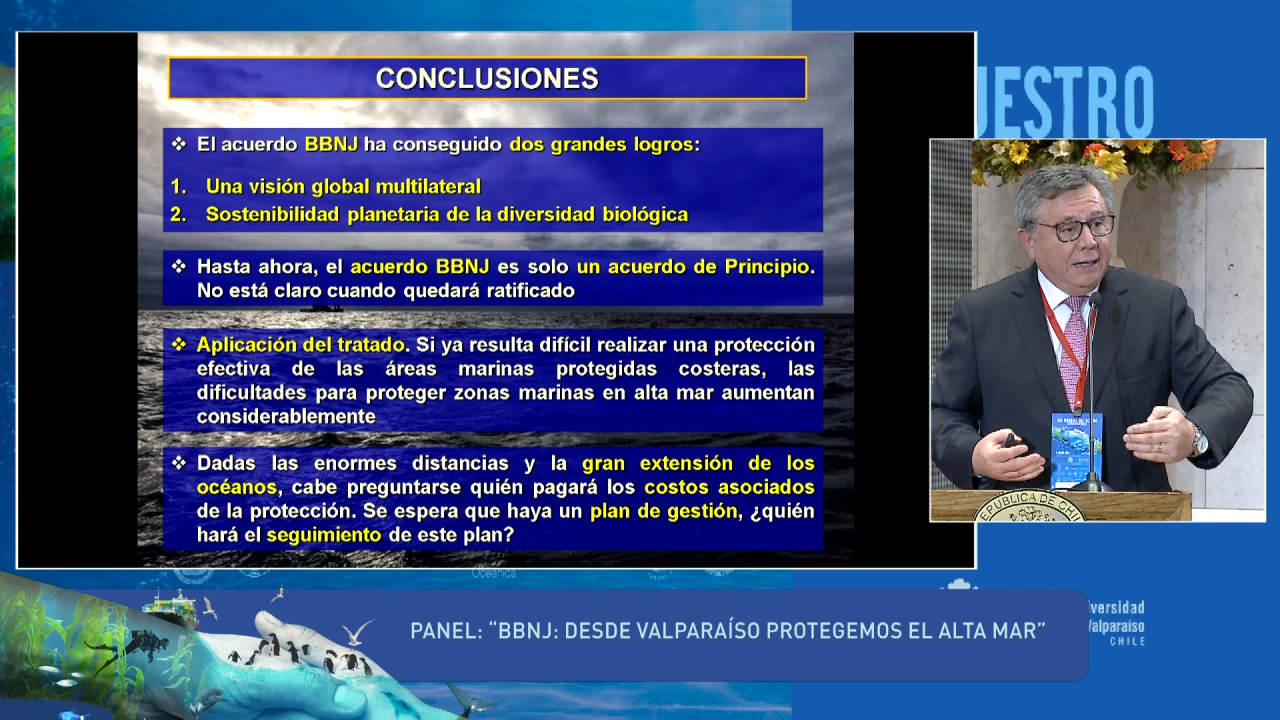 CONCLUSIONES
❖ El acuerdo BBNJ ha conseguido dos grandes logros:
1. Una visión global multilateral
2. Sostenibilidad planetaria de la diversidad biológica
❖ Hasta ahora, el acuerdo BBNJ es solo un acuerdo de Principio.
No está claro cuando quedará ratificado
❖ Aplicación del tratado. Si ya resulta difícil realizar una protección
efectiva de las áreas marinas protegidas costeras, las
dificultades para proteger zonas marinas en alta mar aumentan
considerablemente
❖ Dadas las enormes distancias y la gran extensión de los
océanos, cabe preguntarse quién pagará los costos asociados
de la protección. Se espera que haya un plan de gestión, ¿quién
hará el seguimiento de este plan?
UESTRO
REPUBLICA DE CHI
Oceánica
PANEL: “BBNJ: DESDE VALPARAÍSO PROTEGEMOS EL ALTA MAR”
iversidad
Valparaíso
CHILE